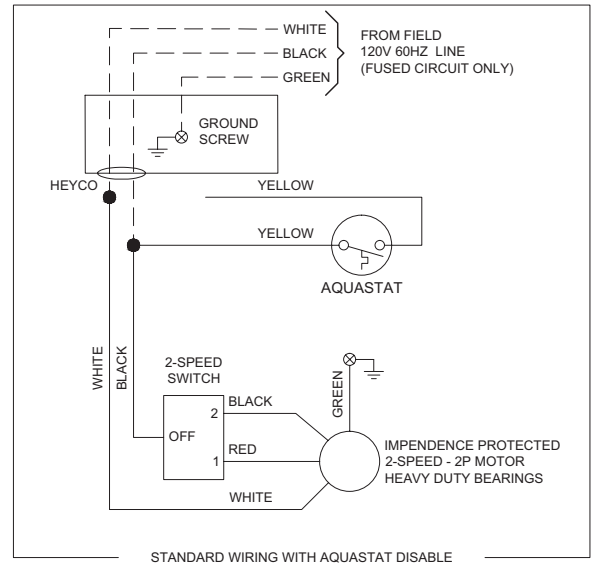 WHITE
BLACK
GREEN
FROM FIELD
120V 60HZ LINE
(FUSED CIRCUIT ONLY)
GROUND
SCREW
HEYCO
YELLOW
YELLOW
AQUASTAT
WHITE
BLACK
2-SPEED
SWITCH
GREEN
2
BLACK
OFF
1
RED
WHITE
IMPENDENCE PROTECTED
2-SPEED - 2P MOTOR
HEAVY DUTY BEARINGS
STANDARD WIRING WITH AQUASTAT DISABLE